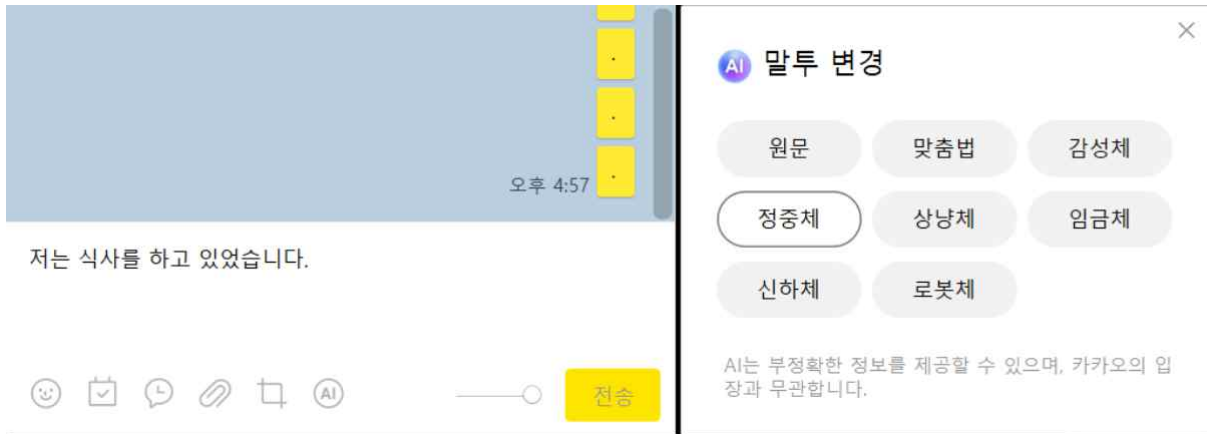 .
.
.
오후 4:57
저는 식사를 하고 있었습니다.
AI
전송
AI 말투 변경
원문 맞춤법 감성체
정중체 상냥체 임금체
신하체 로봇체
AI는 부정확한 정보를 제공할 수 있으며, 카카오의 입
장과 무관합니다.